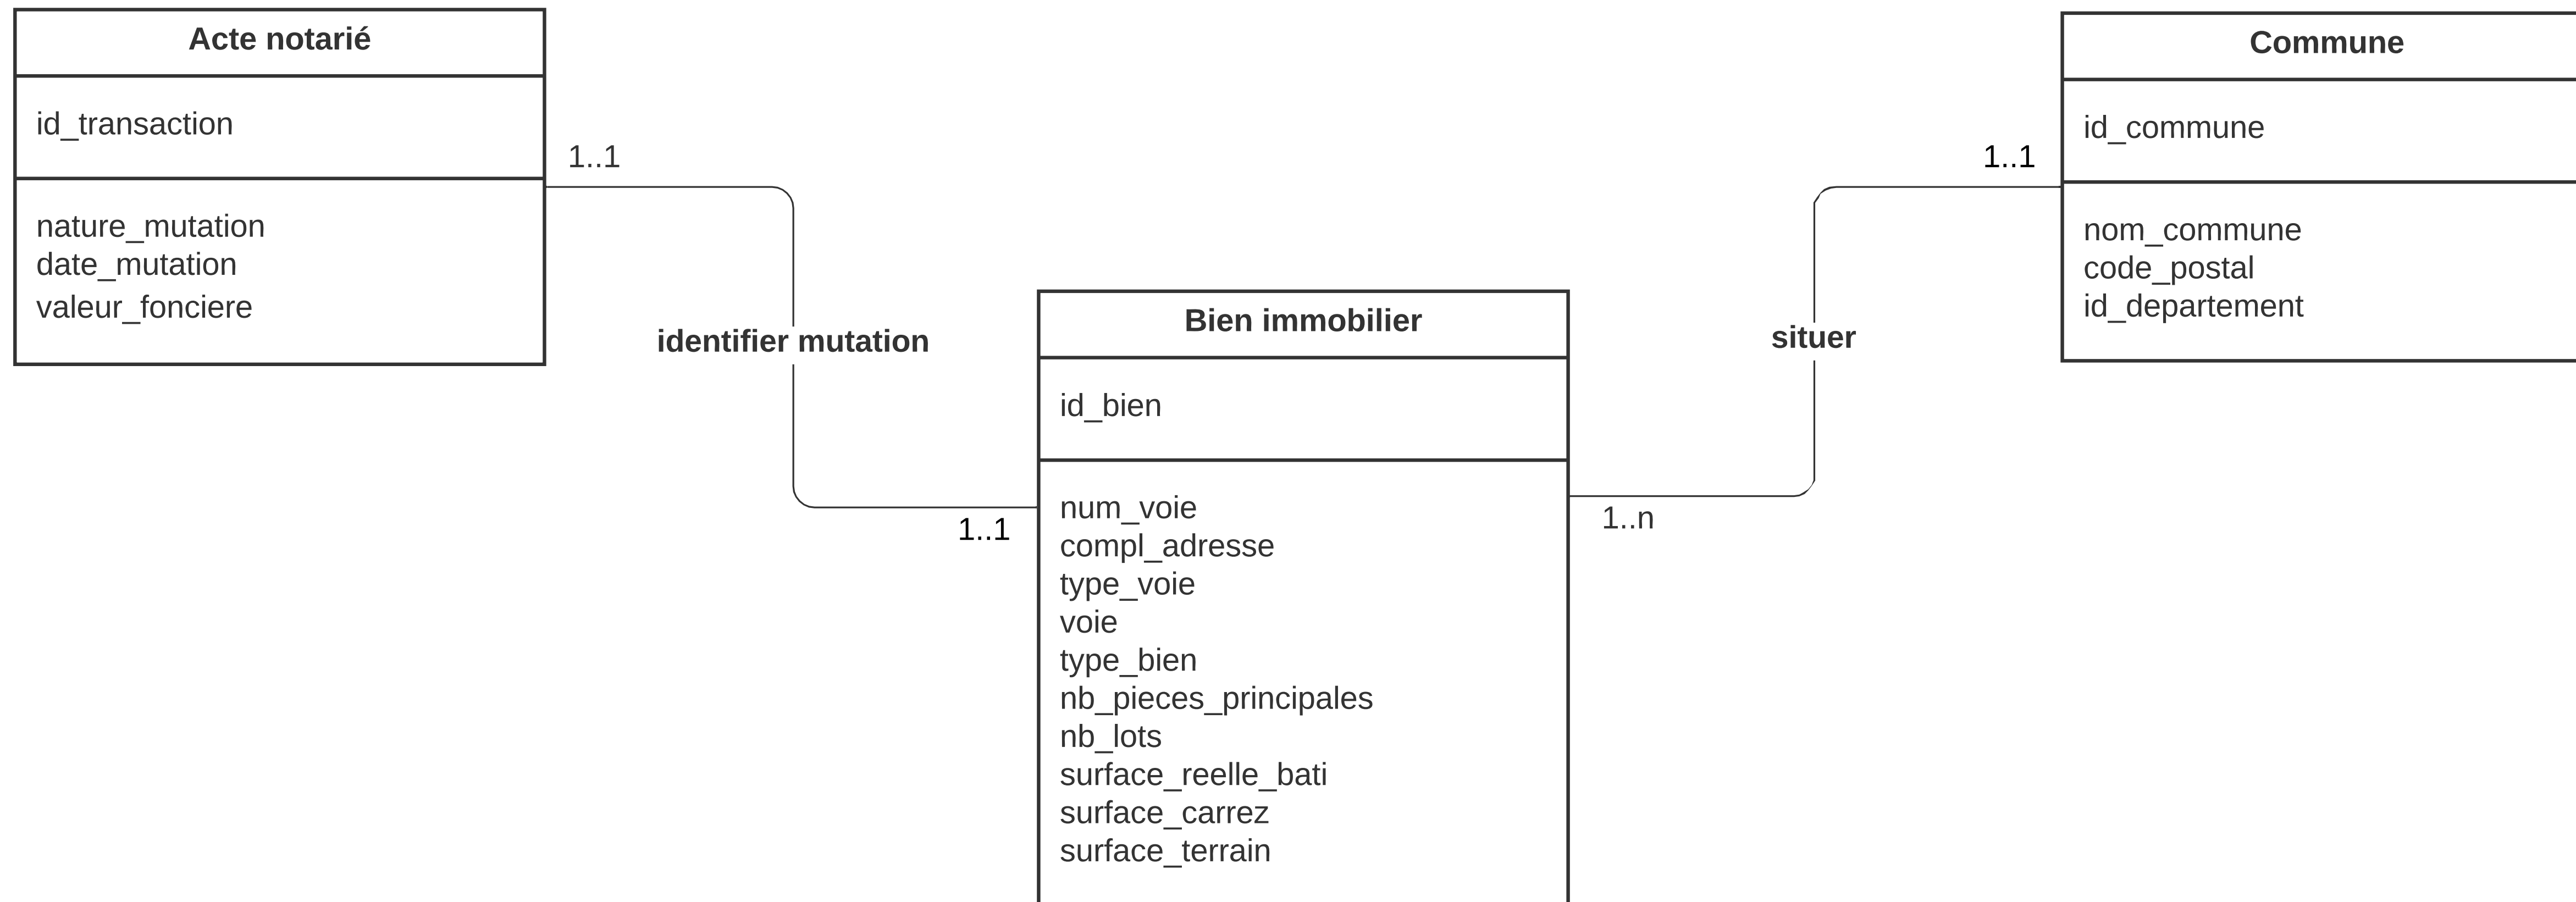 Acte notarié
id_transaction
nature_mutation
date_mutation
valeur_fonciere
1..1
identifier mutation
1..1
Bien immobilier
id_bien
num_voie
compl_adresse
type_voie
voie
type_bien
nb_pieces_principales
nb_lots
surface_reelle_bati
surface_carrez
surface_terrain
1..n
situer
1..1
Commune
id_commune
nom_commune
code_postal
id_departement